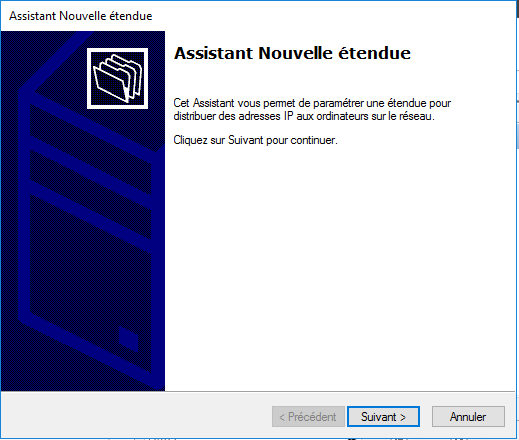 Assistant Nouvelle étendue
Assistant Nouvelle étendue
Cet Assistant vous permet de paramétrer une étendue pour
distribuer des adresses IP aux ordinateurs sur le réseau.
Cliquez sur Suivant pour continuer.
< Précédent
Suivant >
Annuler